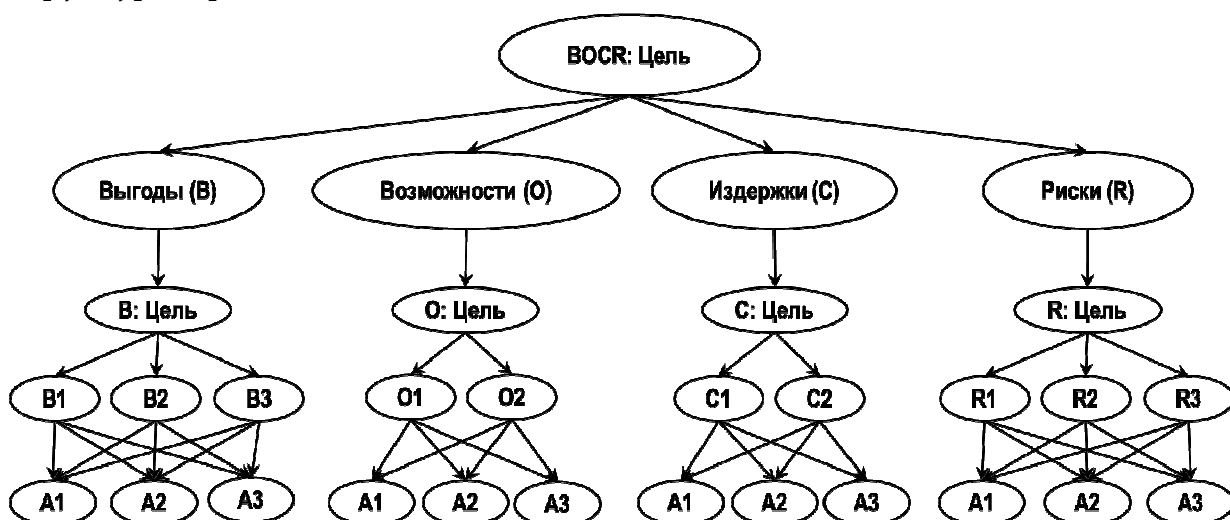 BOCR: Цель
Выгоды (B) Возможности (O) Издержки (C) Риски (R)
B: Цель O: Цель C: Цель R: Цель
B1 B2 B3 O1 O2 C1 C2 R1 R2 R3
A1 A2 A3 A1 A2 A3 A1 A2 A3 A1 A2 A3